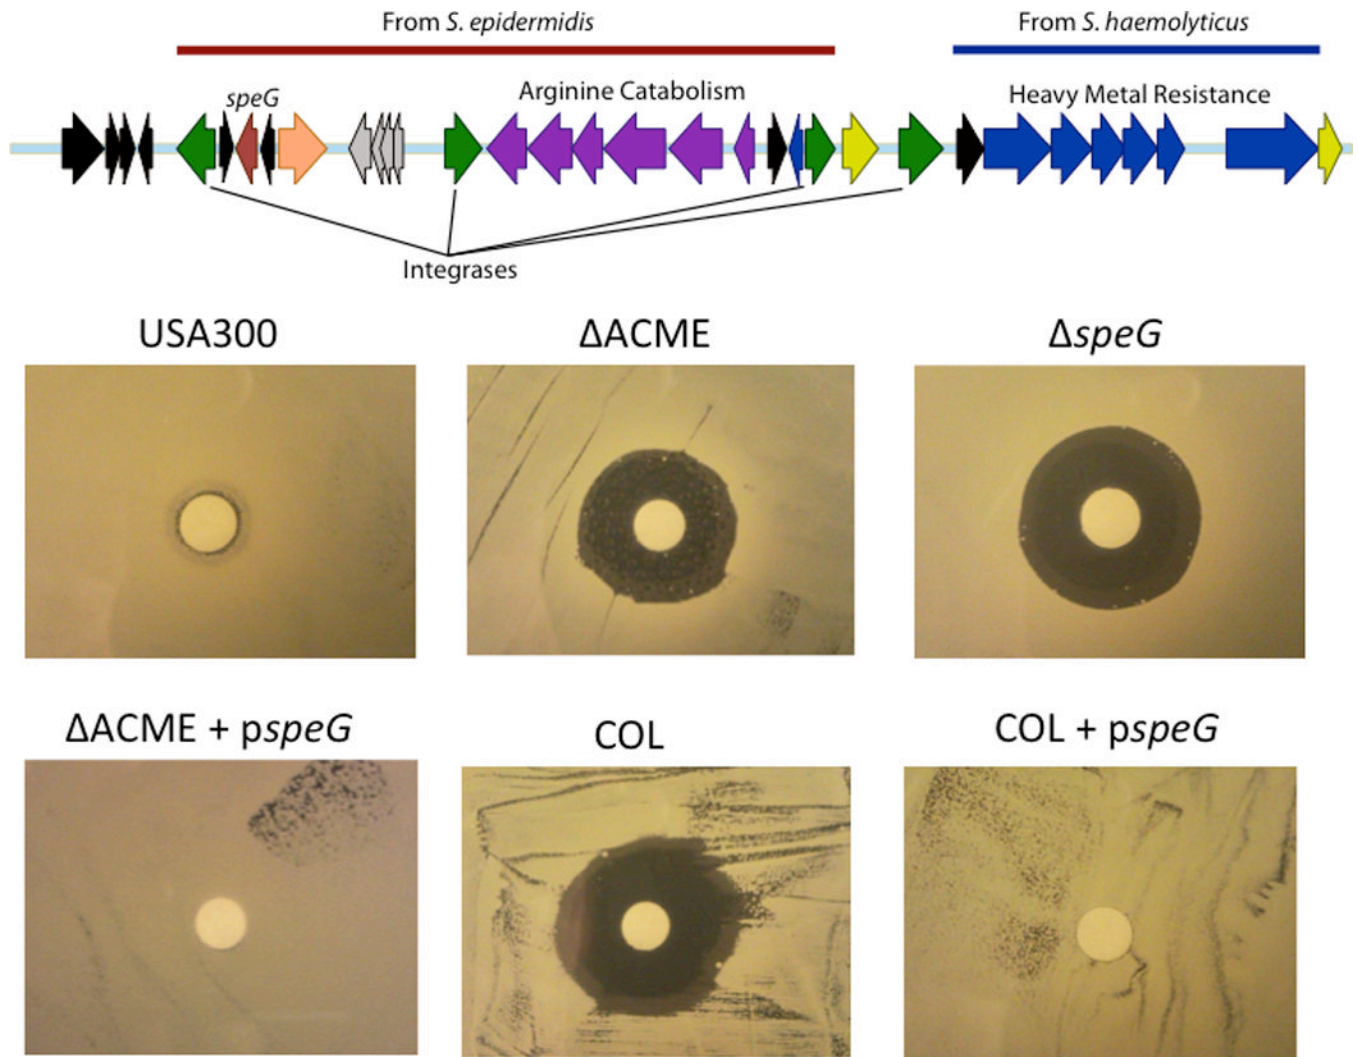 From S. epidermidis
From S. haemolyticus
speG
Arginine Catabolism
Heavy Metal Resistance
Integrases
USA300
ΔACME
ΔspeG
ΔACME + pspeG
COL
COL + pspeG